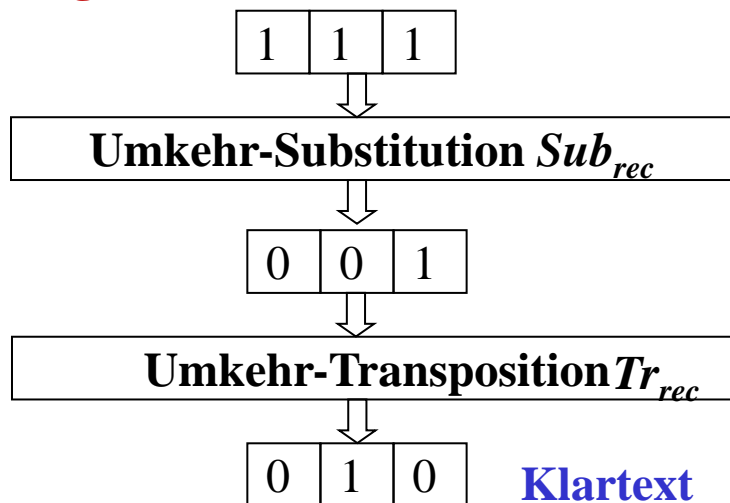 1 1 1
Umkehr-Substitution Sub_rec
0 0 1
Umkehr-Transposition Tr_rec
0 1 0 Klartext